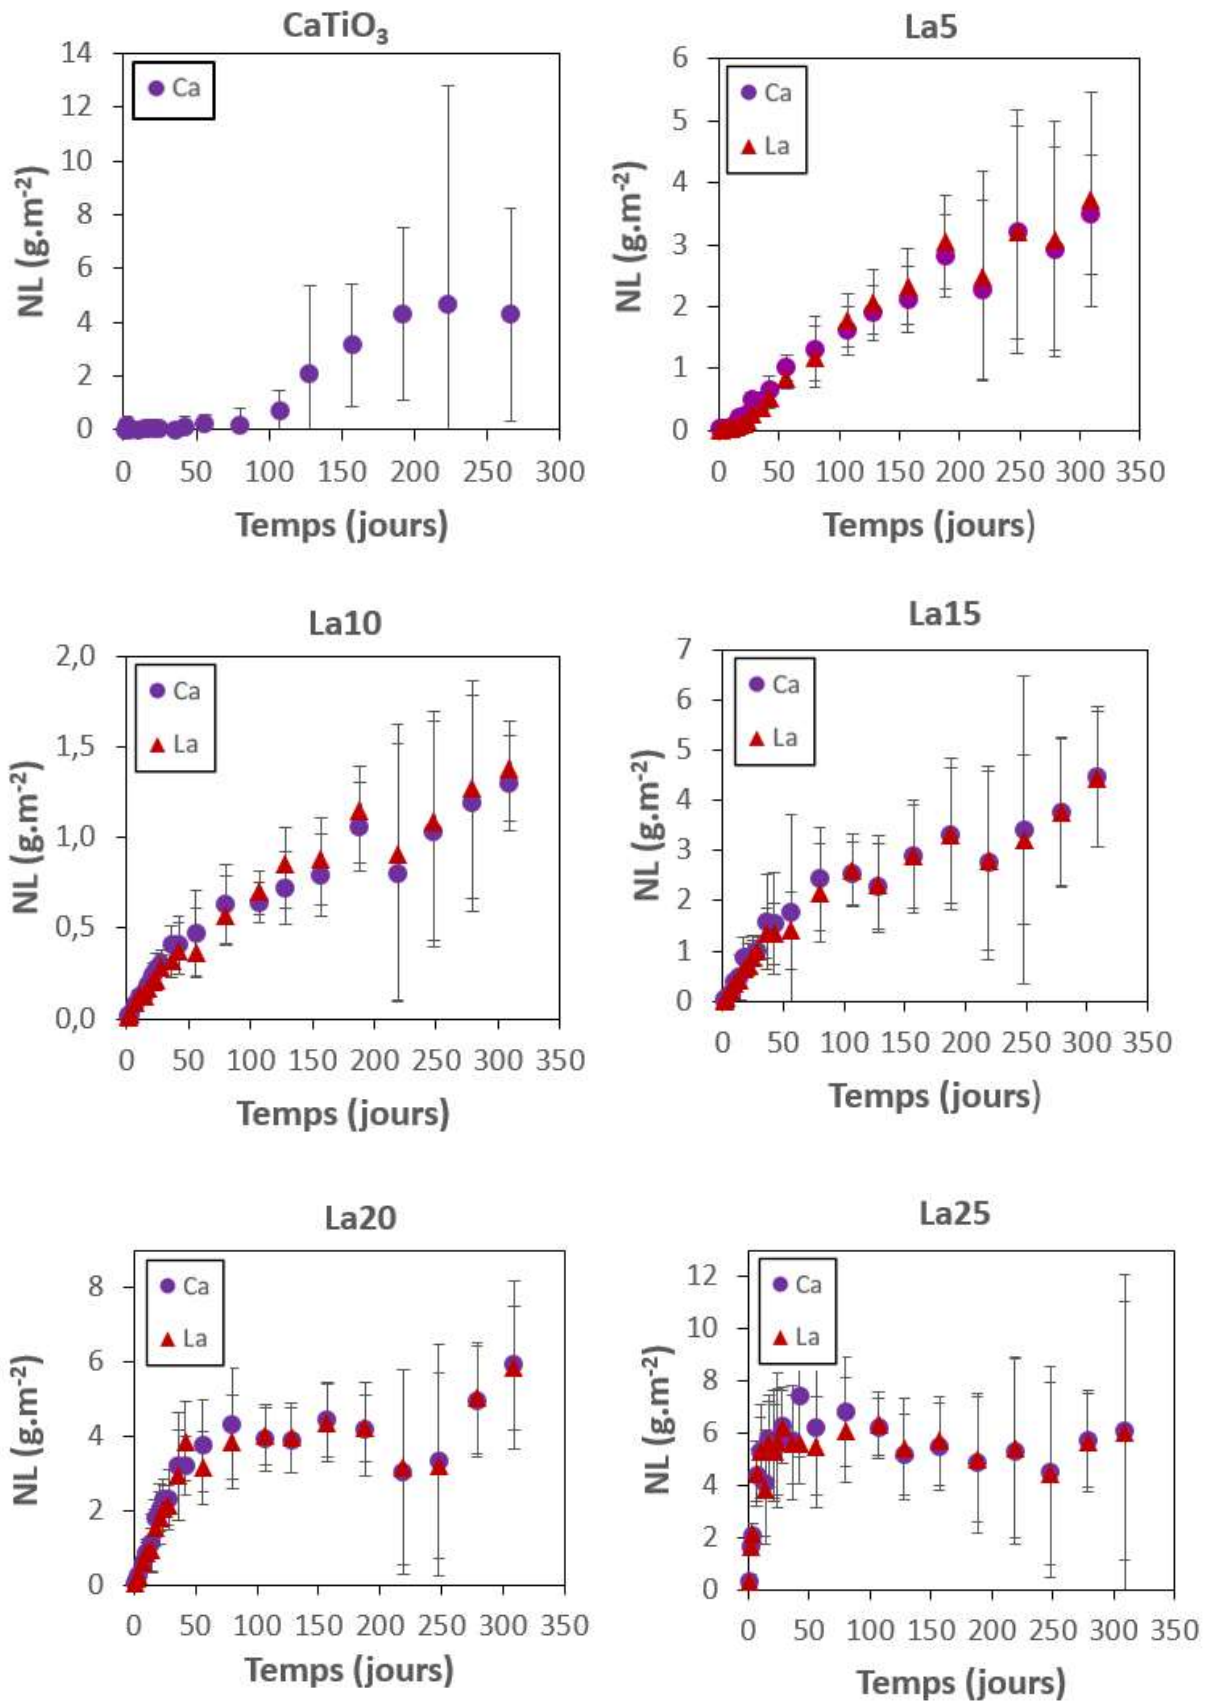 CaTiO₃
14
12
10
8
6
4
2
0
Ca
NL (g.m⁻²)
0 50 100 150 200 250 300
Temps (jours)
La5
6
5
4
3
2
1
0
Ca
La
NL (g.m⁻²)
0 50 100 150 200 250 300 350
Temps (jours)
La10
2,0
1,5
1,0
0,5
0,0
Ca
La
NL (g.m⁻²)
0 50 100 150 200 250 300 350
Temps (jours)
La15
7
6
5
4
3
2
1
0
Ca
La
NL (g.m⁻²)
0 50 100 150 200 250 300 350
Temps (jours)
La20
8
6
4
2
0
Ca
La
NL (g.m⁻²)
0 50 100 150 200 250 300 350
Temps (jours)
La25
12
10
8
6
4
2
0
Ca
La
NL (g.m⁻²)
0 50 100 150 200 250 300 350
Temps (jours)